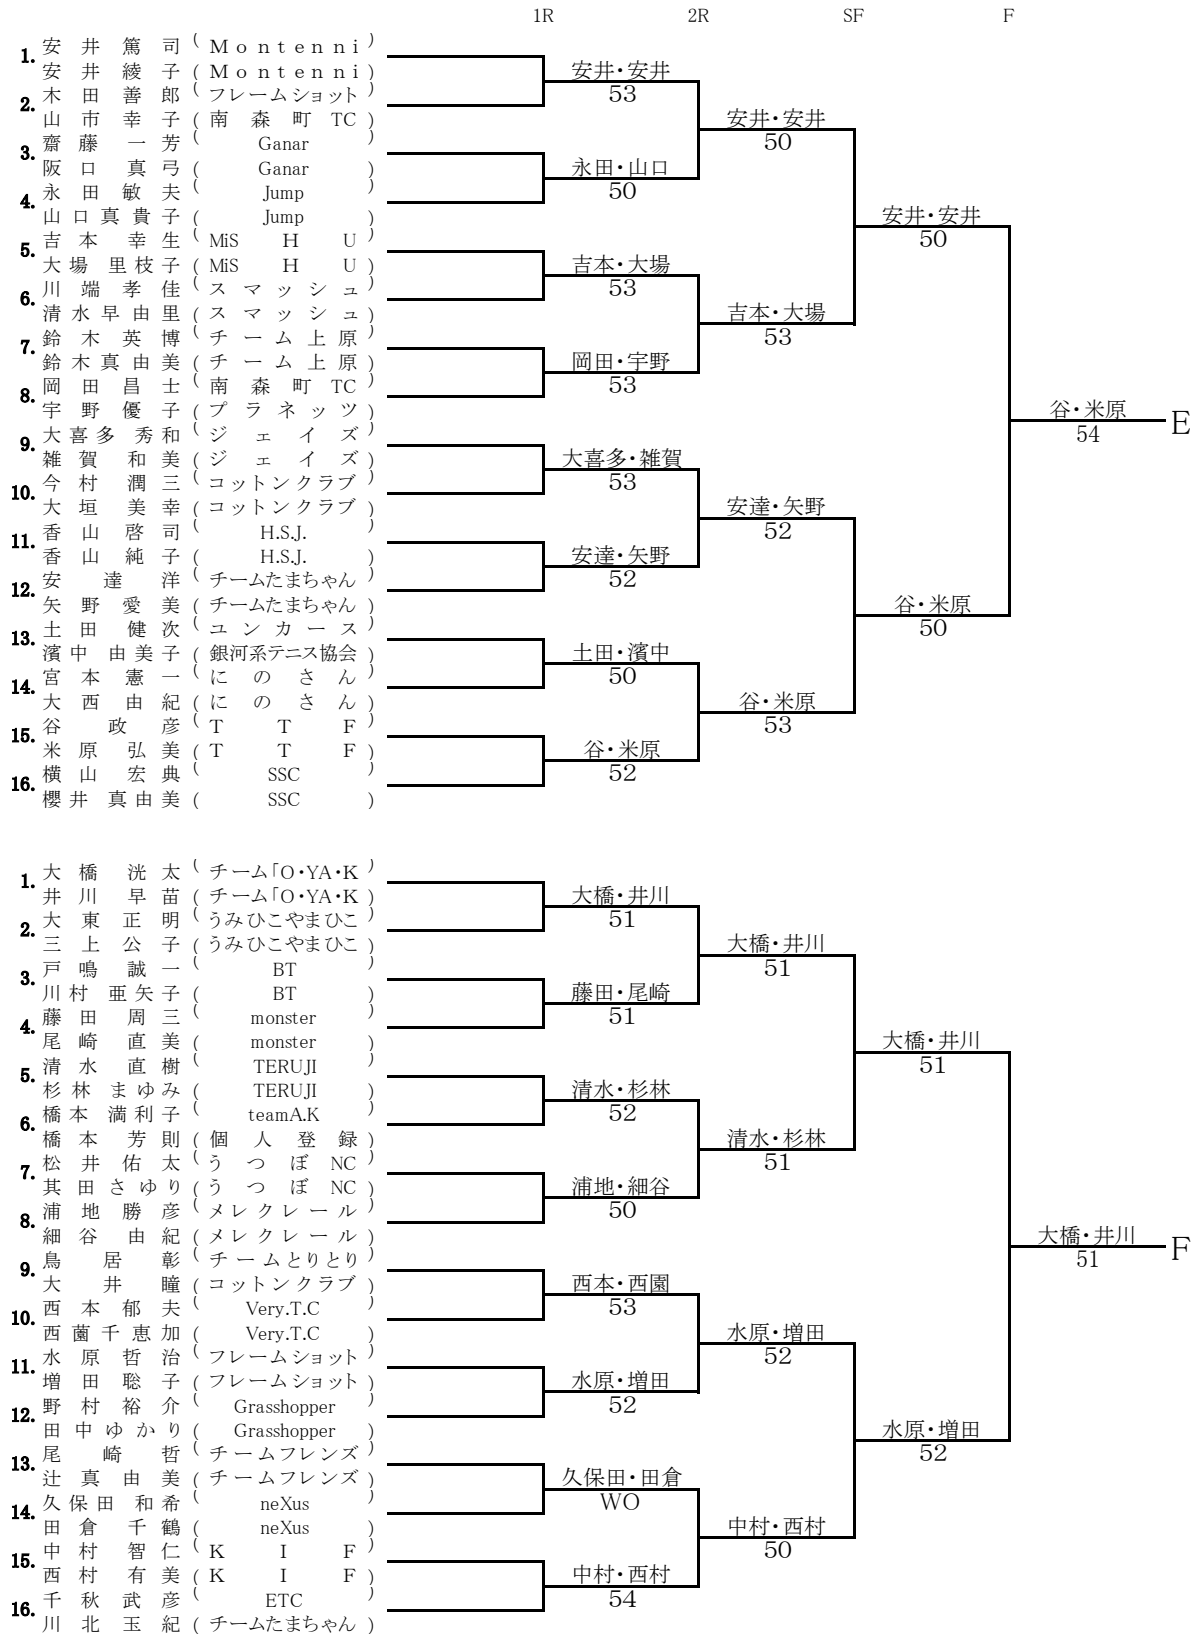 1R 2R SF F
1. 安井篤司 (Montenni)
安井綾子 (Montenni)
安井・安井
53
2. 木田善郎 (フレームショット)
山市幸子 (南森町TC)
安井・安井
50
3. 齋藤一芳 (Ganar)
阪口真弓 (Ganar)
永田・山口
50
4. 永田敏夫 (Jump)
山口真貴子 (Jump)
安井・安井
50
5. 吉本幸生 (MiSHU)
大場里枝子 (MiSHU)
吉本・大場
53
6. 川端孝佳 (スマッシュ)
清水早由里 (スマッシュ)
吉本・大場
53
7. 鈴木英博 (チーム上原)
鈴木真由美 (チーム上原)
岡田・宇野
53
8. 岡田昌士 (南森町TC)
宇野優子 (プラネッツ)
谷・米原
54
E
9. 大喜多秀和 (ジェイズ)
雑賀和美 (ジェイズ)
大喜多・雑賀
53
10. 今村潤三 (コットンクラブ)
大垣美幸 (コットンクラブ)
安達・矢野
52
11. 香山啓司 (H.S.J.)
香山純子 (H.S.J.)
安達・矢野
52
12. 安達洋 (チームたまちゃん)
矢野愛美 (チームたまちゃん)
谷・米原
50
13. 土田健次 (ユンカース)
濱中由美子 (銀河系テニス協会)
土田・濱中
50
14. 宮本憲一 (にのさん)
大西由紀 (にのさん)
谷・米原
53
15. 谷政彦 (TTF)
米原弘美 (TTF)
谷・米原
52
16. 横山宏典 (SSC)
櫻井真由美 (SSC)
1. 大橋洸太 (チーム「O・YA・K)
井川早苗 (チーム「O・YA・K)
大橋・井川
51
2. 大東正明 (うみひこやまひこ
三上公子 (うみひこやまひこ)
大橋・井川
51
3. 戸鳴誠一 (BT)
川村亜矢子 (BT)
藤田・尾崎
51
4. 藤田周三 (monster)
尾崎直美 (monster)
大橋・井川
51
5. 清水直樹 (TERUJI)
杉林まゆみ (TERUJI)
清水・杉林
52
6. 橋本満利子 (teamA.K)
橋本芳則 (個人登録)
清水・杉林
51
7. 松井佑太 (うつぼNC)
其田さゆり (うつぼNC)
浦地・細谷
50
8. 浦地勝彦 (メレクレール)
細谷由紀 (メレクレール)
大橋・井川
51
F
9. 鳥居彰 (チームとりとり)
大井瞳 (コットンクラブ)
西本・西園
53
10. 西本郁夫 (Very.T.C)
西薗千恵加 (Very.T.C)
水原・増田
52
11. 水原哲治 (フレームショット)
増田聡子 (フレームショット)
水原・増田
52
12. 野村裕介 (Grasshopper)
田中ゆかり (Grasshopper)
水原・増田
52
13. 尾崎哲 (チームフレンズ)
辻真由美 (チームフレンズ)
久保田・田倉
WO
14. 久保田和希 (neXus)
田倉千鶴 (neXus)
中村・西村
50
15. 中村智仁 (KIF)
西村有美 (KIF)
中村・西村
54
16. 千秋武彦 (ETC)
川北玉紀 (チームたまちゃん)